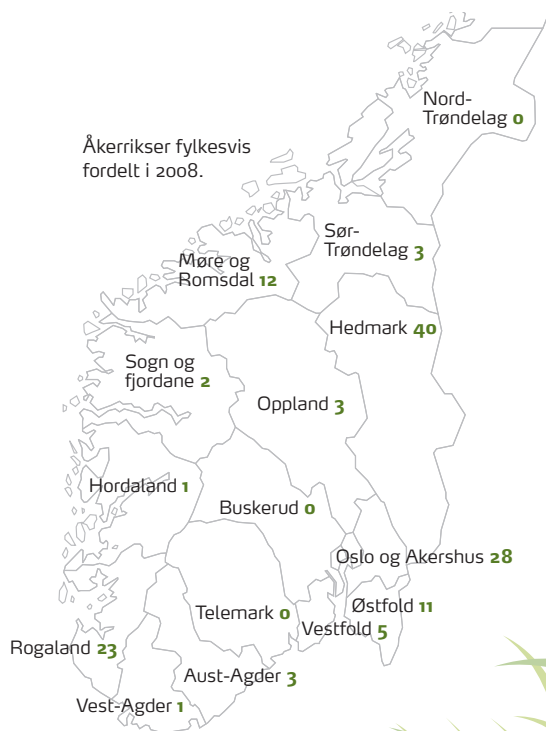 Nord-
Trøndelag 0
Åkerrikser fylkesvis
fordelt i 2008.
Sør-
Trøndelag 3
Møre og
Romsdal 12
Hedmark 40
Sogn og
fjordane 2
Oppland 3
Hordaland 1
Buskerud 0
Oslo og Akershus 28
Østfold 11
Telemark 0
Vestfold 5
Rogaland 23
Aust-Agder 3
Vest-Agder 1